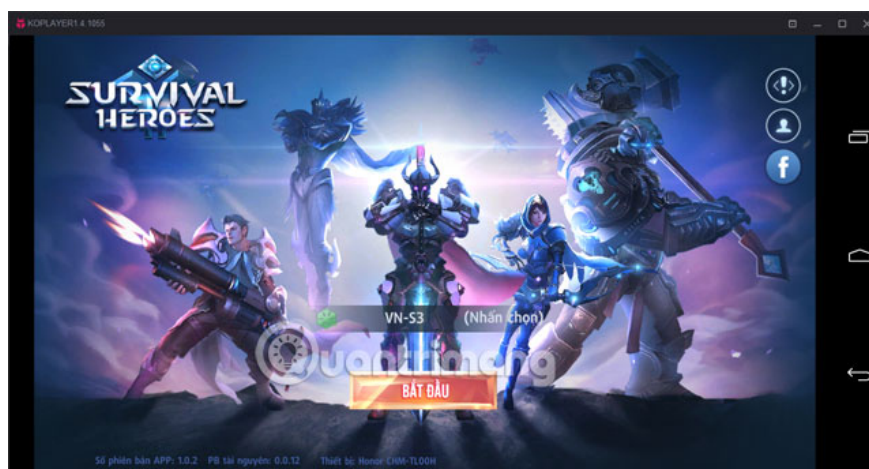 KOPLAYER1 4.1055
SURVIVAL
HEROES
f
VN-S3 (Nhấn chọn)
Quantrimang
BẮT ĐẦU
Số phiên bản APP: 1.0.2 PB tài nguyên: 0.0.12 Thiết bị: Honor CHM-TL00H